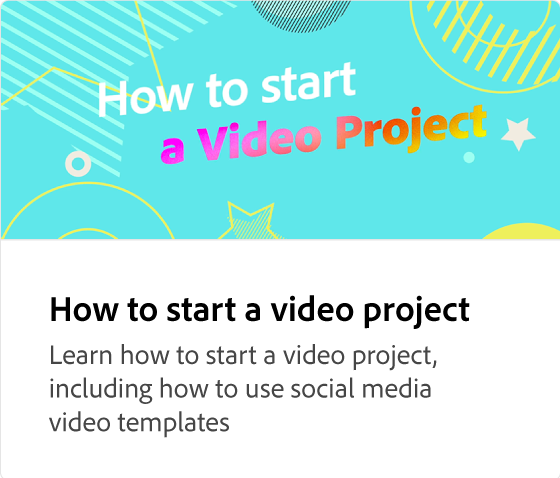 How to start
a Video Project
How to start a video project
Learn how to start a video project,
including how to use social media
video templates